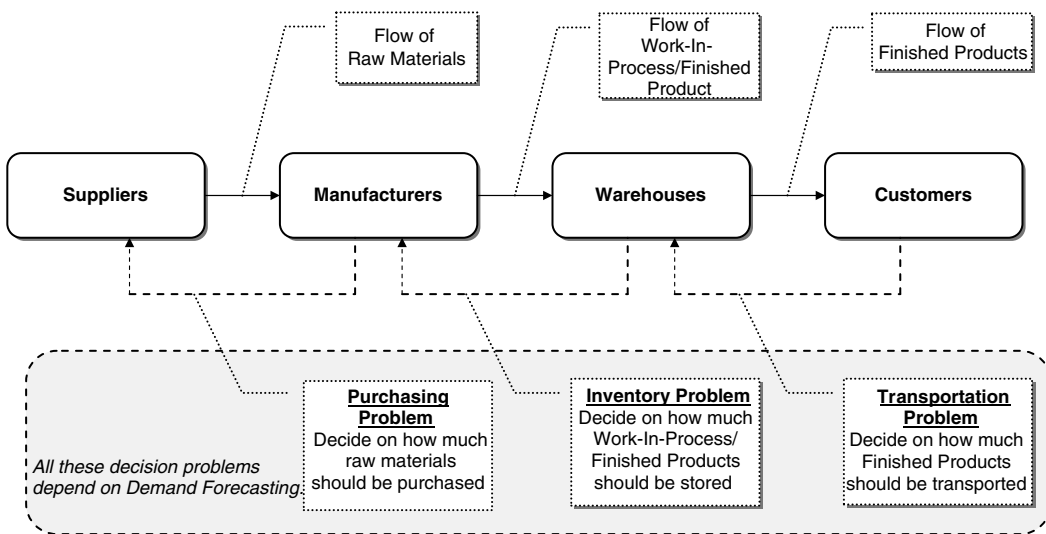 Flow of
Raw Materials
Flow of
Work-In-
Process/Finished
Product
Flow of
Finished Products
Suppliers
Manufacturers
Warehouses
Customers
Purchasing
Problem
Decide on how much
raw materials
should be purchased
Inventory Problem
Decide on how much
Work-In-Process/
Finished Products
should be stored
Transportation
Problem
Decide on how much
Finished Products
should be transported
All these decision problems
depend on Demand Forecasting.